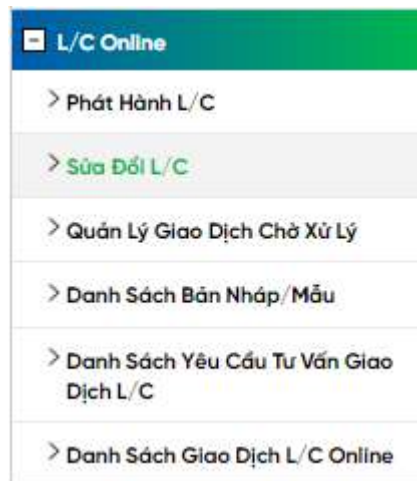 L/C Online
Phát Hành L/C
Sửa Đổi L/C
Quản Lý Giao Dịch Chờ Xử Lý
Danh Sách Bản Nháp/Mẫu
Danh Sách Yêu Cầu Tư Vấn Giao
Dịch L/C
Danh Sách Giao Dịch L/C Online